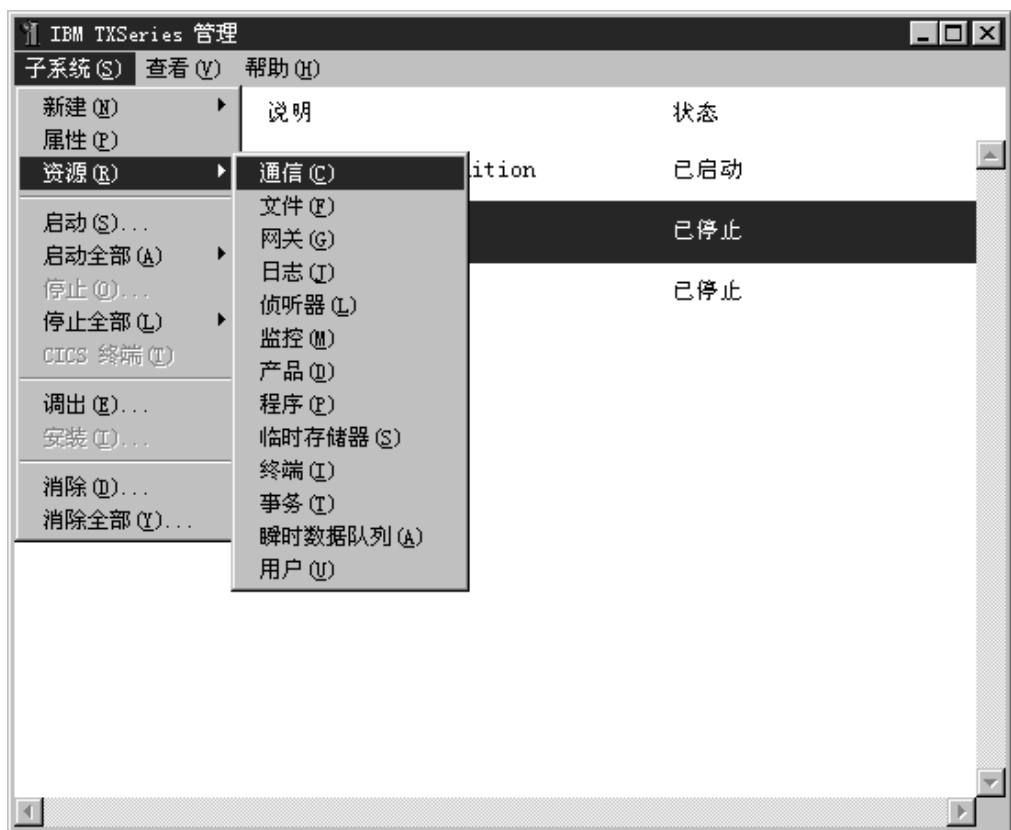 IBM TXSeries 管理
子系统(S) 查看(V) 帮助(H)
说明 状态
ition 已启动
已停止
已停止
新建(N)
属性(P)
资源(R)
启动(S)...
启动全部(A)
停止(O)...
停止全部(L)
CICS 终端(T)
调出(E)...
安装(I)...
消除(D)...
消除全部(Y)...
通信(C)
文件(F)
网关(G)
日志(J)
侦听器(L)
监控(M)
产品(D)
程序(P)
临时存储器(S)
终端(I)
事务(T)
瞬时数据队列(A)
用户(U)